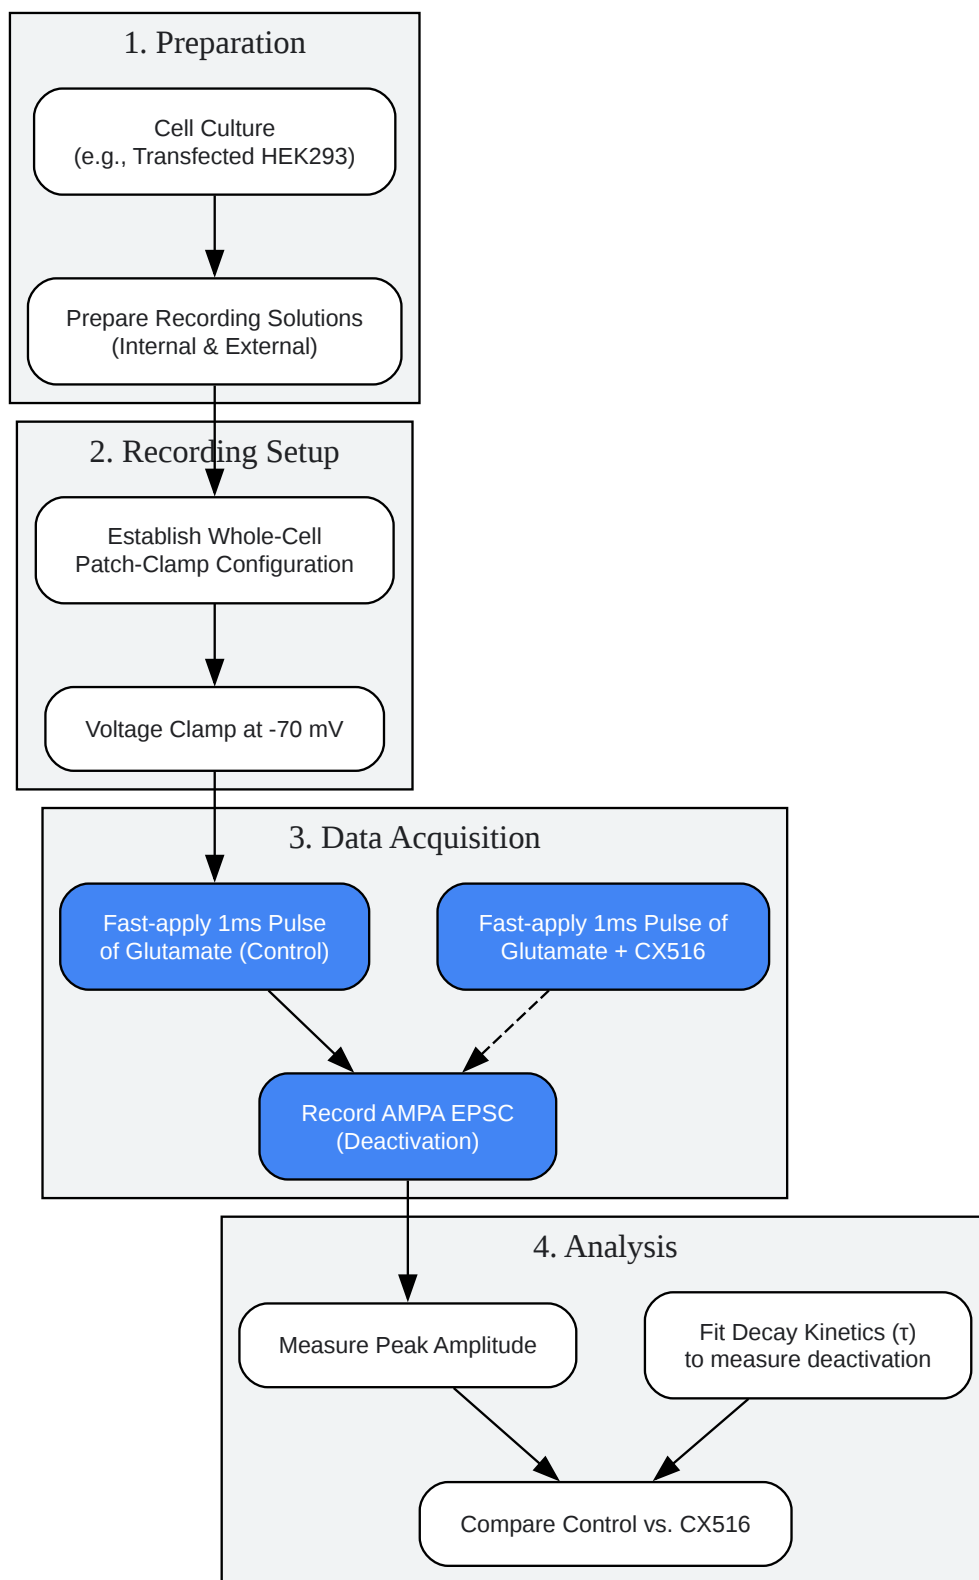 1. Preparation
Cell Culture
(e.g., Transfected HEK293)
Prepare Recording Solutions
(Internal & External)
2. Recording Setup
Establish Whole-Cell
Patch-Clamp Configuration
Voltage Clamp at -70 mV
3. Data Acquisition
Fast-apply 1ms Pulse
of Glutamate (Control)
Fast-apply 1ms Pulse of
Glutamate + CX516
Record AMPA EPSC
(Deactivation)
4. Analysis
Measure Peak Amplitude
Fit Decay Kinetics (τ)
to measure deactivation
Compare Control vs. CX516